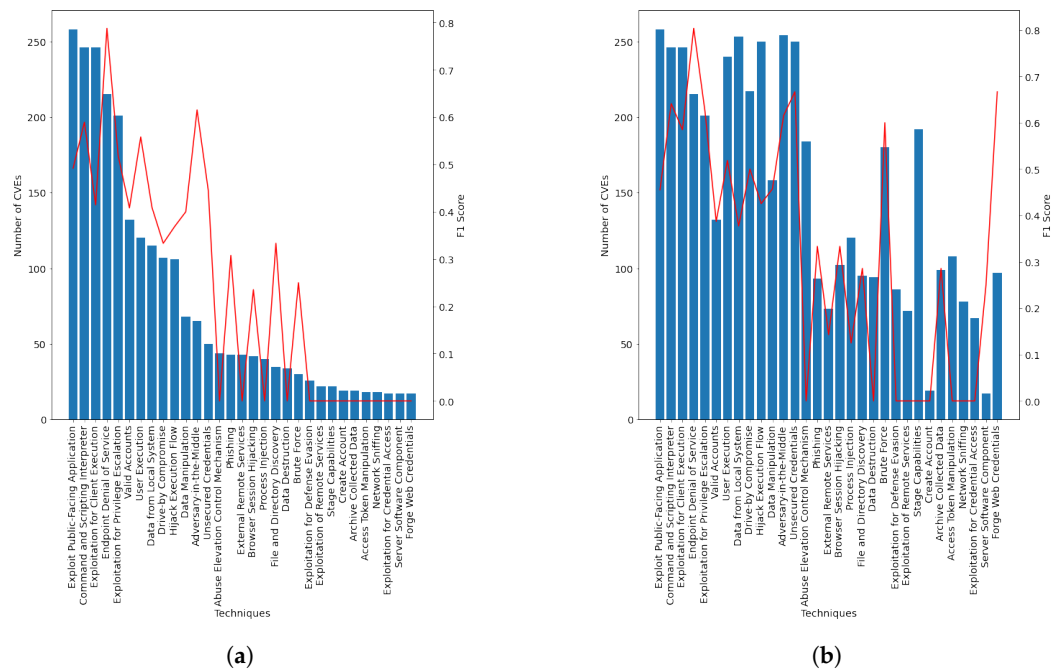 250
200
150
100
50
0
Number of CVEs
0.8
0.7
0.6
0.5
0.4
0.3
0.2
0.1
0.0
F1 Score
Exploit Public-Facing Application
Command and Scripting Interpreter
Exploitation for Client Execution
Endpoint Denial of Service
Exploitation for Privilege Escalation
Valid Accounts
User Execution
Data from Local System
Drive-by Compromise
Hijack Execution Flow
Data Manipulation
Adversary-in-the-Middle
Unsecured Credentials
Abuse Elevation Control Mechanism
Phishing
External Remote Services
Browser Session Hijacking
Process Injection
File and Directory Discovery
Data Destruction
Brute Force
Exploitation for Defense Evasion
Exploitation of Remote Services
Stage Capabilities
Create Account
Archive Collected Data
Access Token Manipulation
Network Sniffing
Exploitation for Credential Access
Server Software Component
Forge Web Credentials
Techniques
(a)
250
200
150
100
50
0
Number of CVEs
0.8
0.7
0.6
0.5
0.4
0.3
0.2
0.1
0.0
F1 Score
Exploit Public-Facing Application
Command and Scripting Interpreter
Exploitation for Client Execution
Endpoint Denial of Service
Exploitation for Privilege Escalation
Valid Accounts
User Execution
Data from Local System
Drive-by Compromise
Hijack Execution Flow
Data Manipulation
Adversary-in-the-Middle
Unsecured Credentials
Abuse Elevation Control Mechanism
Phishing
External Remote Services
Browser Session Hijacking
Process Injection
File and Directory Discovery
Data Destruction
Brute Force
Exploitation for Defense Evasion
Exploitation of Remote Services
Stage Capabilities
Create Account
Archive Collected Data
Access Token Manipulation
Network Sniffing
Exploitation for Credential Access
Server Software Component
Forge Web Credentials
Techniques
(b)